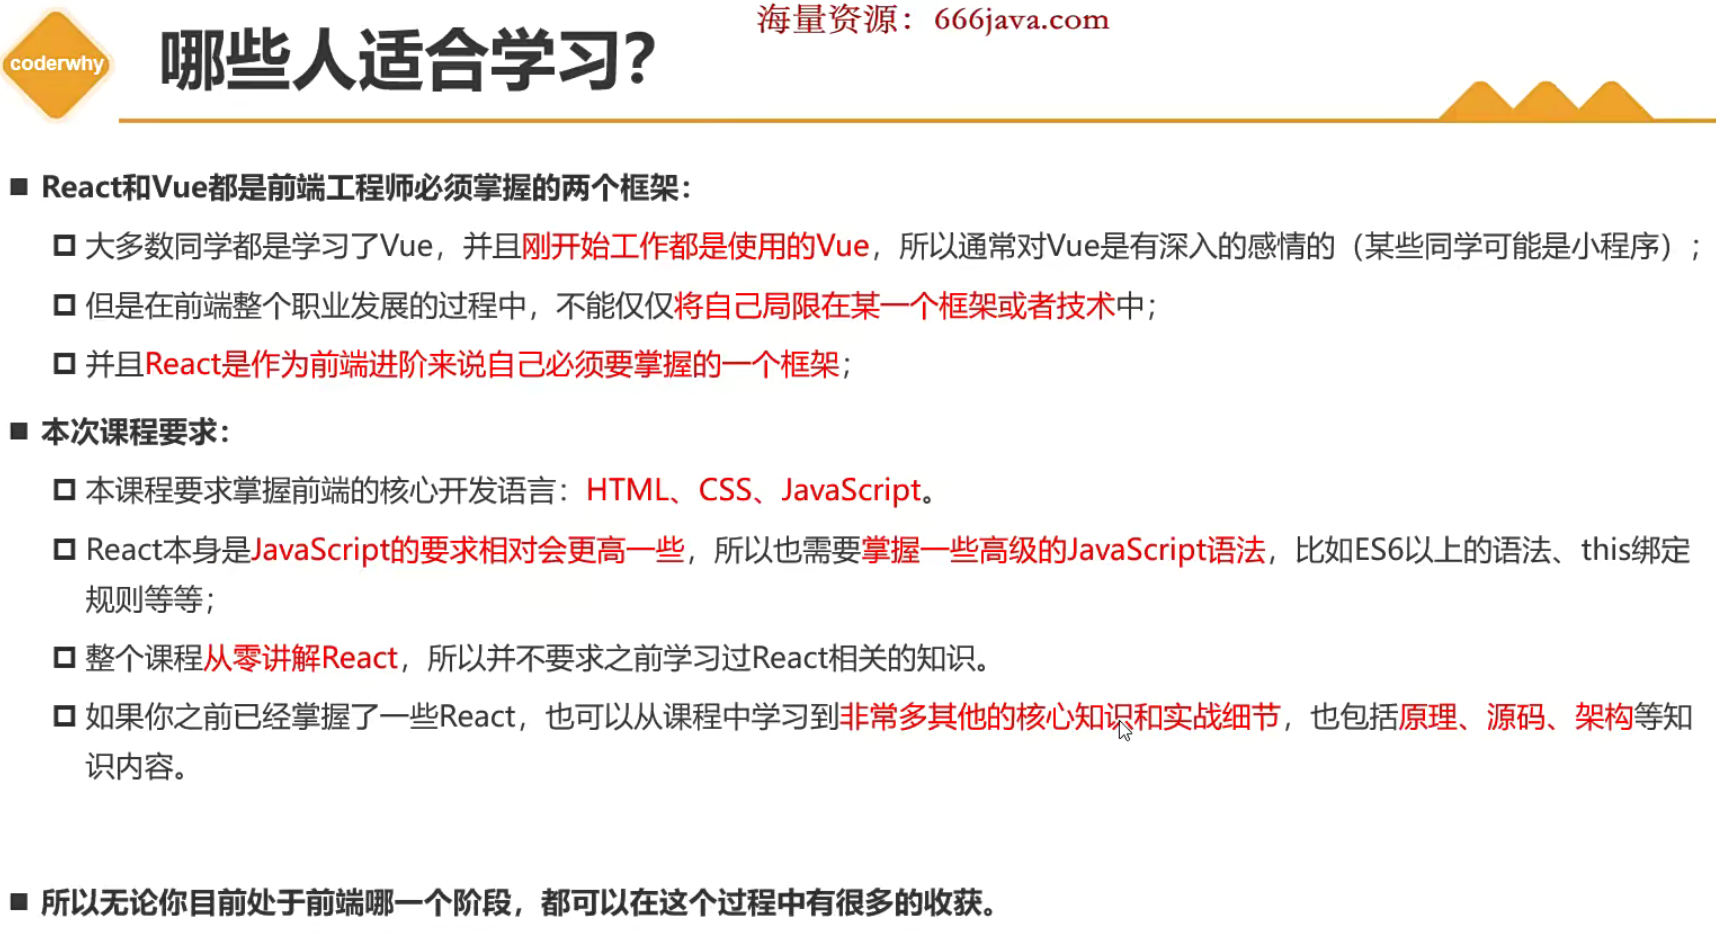 海量资源：666java.com
coderwhy
哪些人适合学习？
React和Vue都是前端工程师必须掌握的两个框架：
大多数同学都是学习了Vue，并且刚开始工作都是使用的Vue，所以通常对Vue是有深入的感情的（某些同学可能是小程序）；
但是在前端整个职业发展的过程中，不能仅仅将自己局限在某一个框架或者技术中；
并且React是作为前端进阶来说自己必须要掌握的一个框架；
本次课程要求：
本课程要求掌握前端的核心开发语言：HTML、CSS、JavaScript。
React本身是JavaScript的要求相对会更高一些，所以也需要掌握一些高级的JavaScript语法，比如ES6以上的语法、this绑定
规则等等；
整个课程从零讲解React，所以并不要求之前学习过React相关的知识。
如果你之前已经掌握了一些React，也可以从课程中学习到非常多其他的核心知识和实战细节，也包括原理、源码、架构等知
识内容。
所以无论你目前处于前端哪一个阶段，都可以在这个过程中有很多的收获。